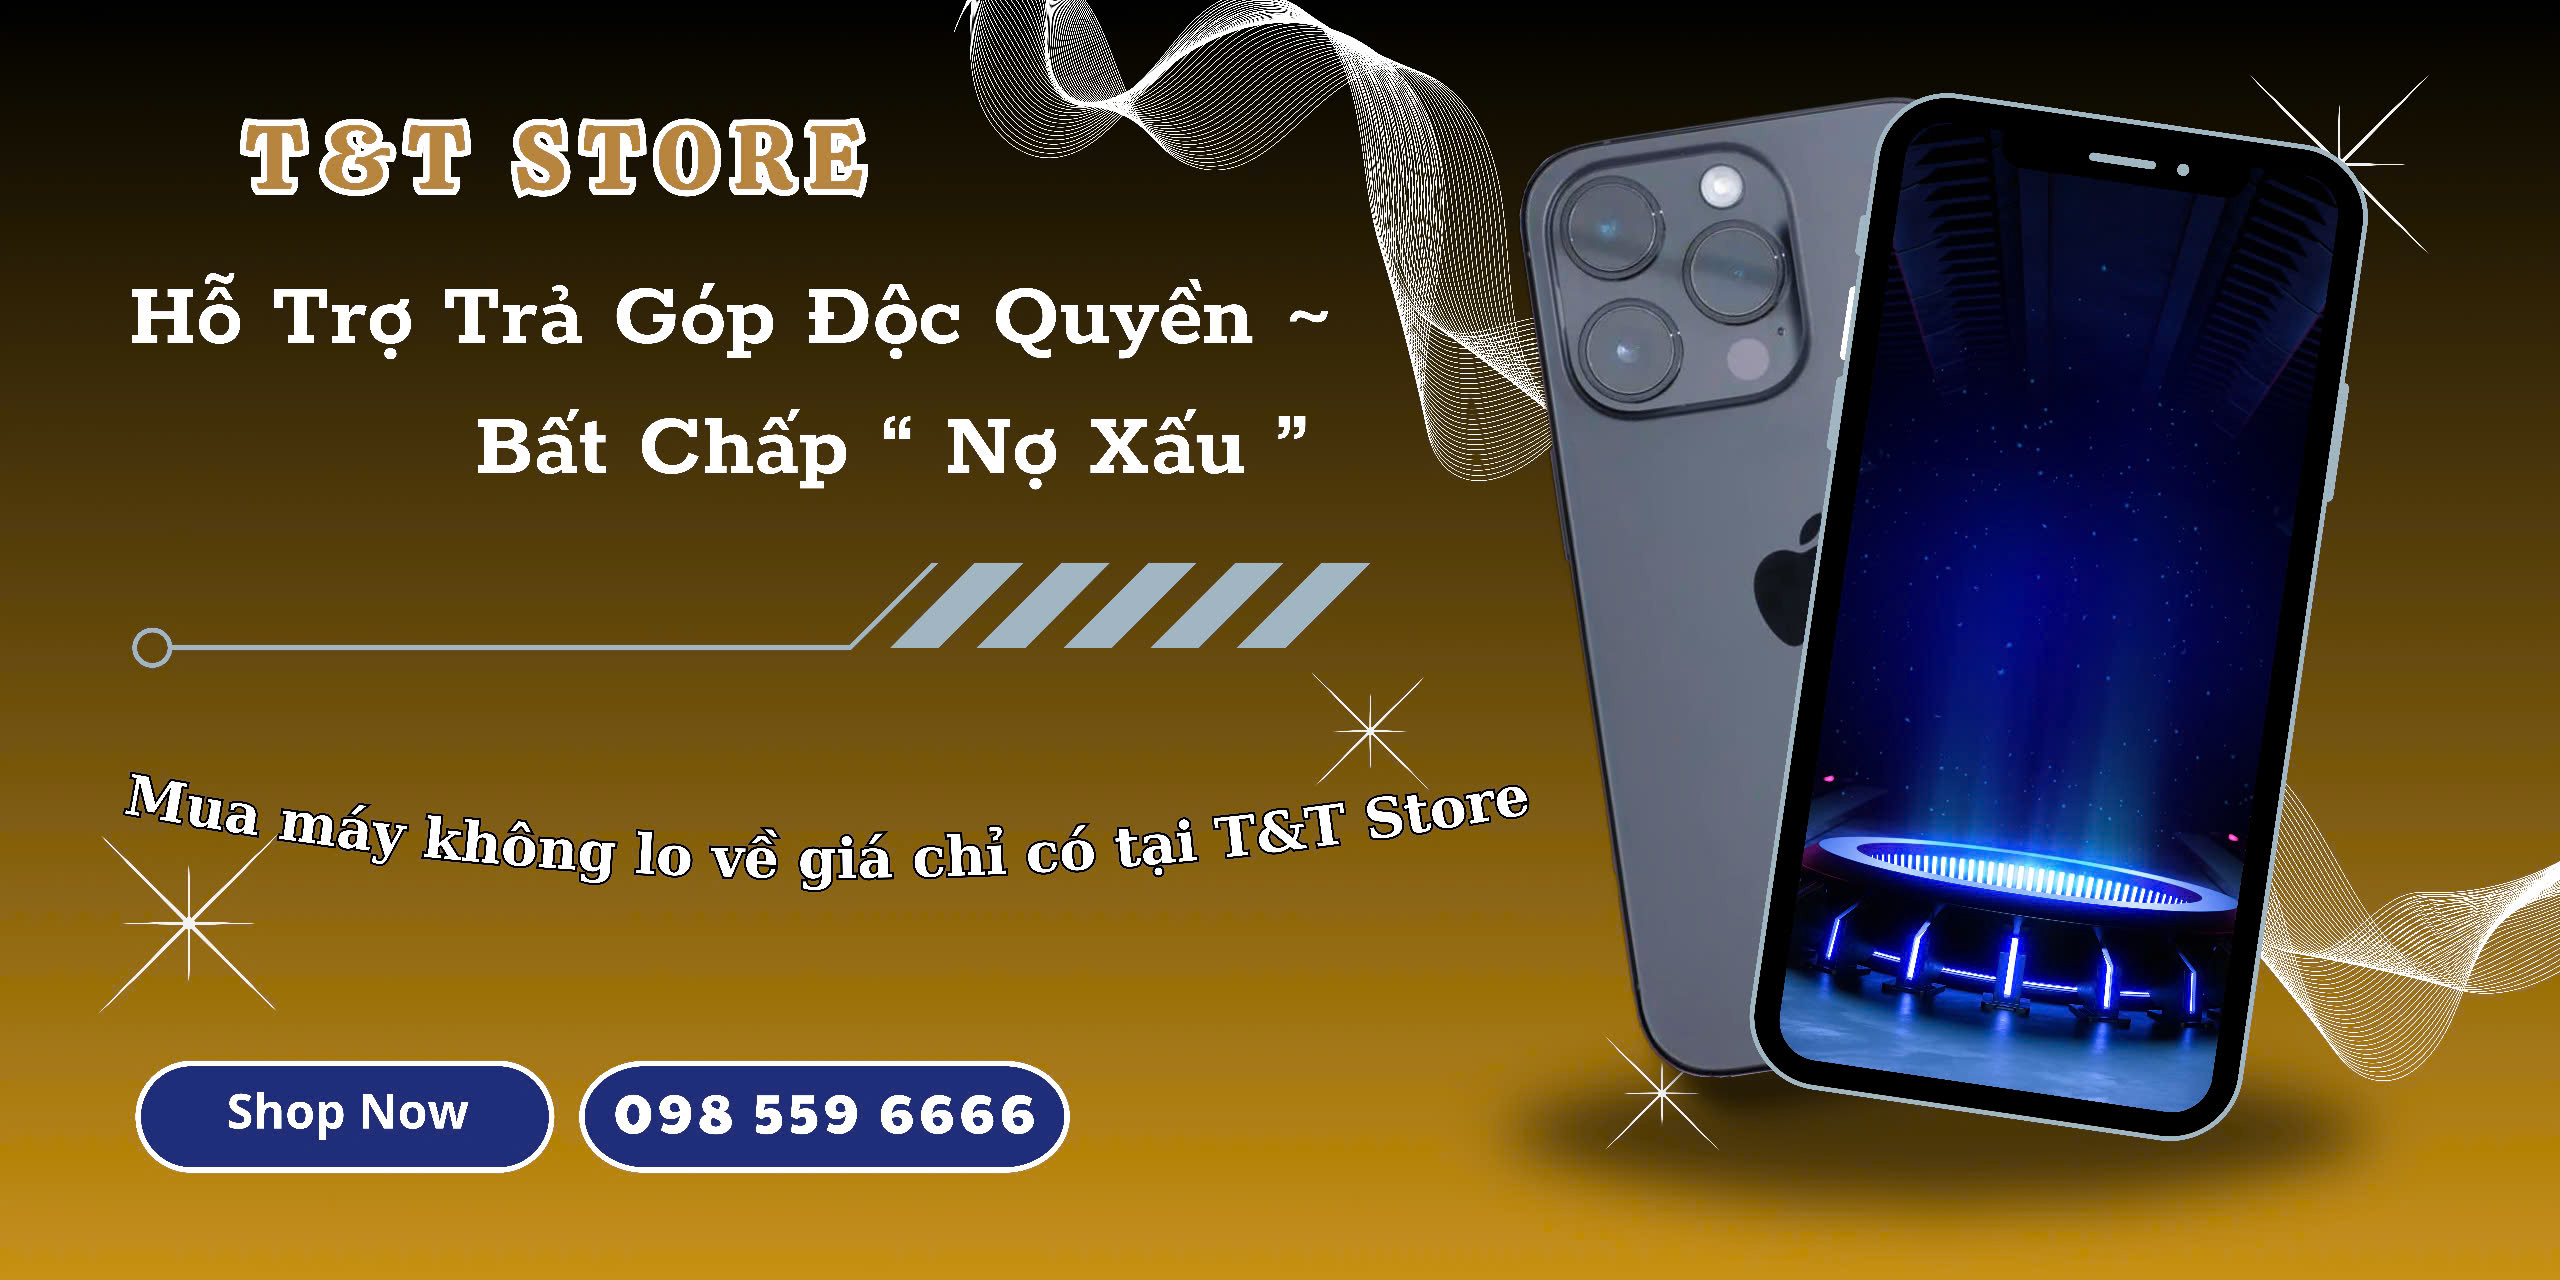 T&T STORE
Hỗ Trợ Trả Góp Độc Quyền ~
Bất Chấp “ Nợ Xấu ”
Mua máy không lo về giá chỉ có tại T&T Store
Shop Now
098 559 6666